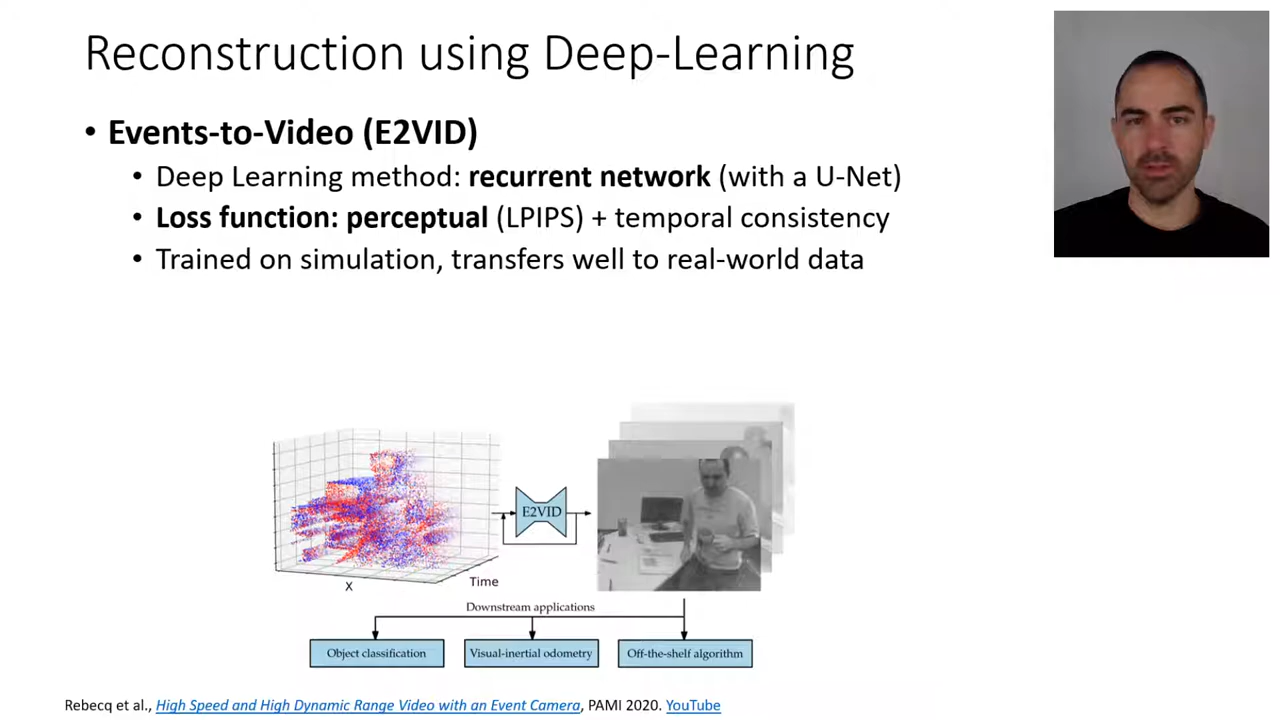 Reconstruction using Deep-Learning
• Events-to-Video (E2VID)
• Deep Learning method: recurrent network (with a U-Net)
• Loss function: perceptual (LPIPS) + temporal consistency
• Trained on simulation, transfers well to real-world data
E2VID
X
Time
Downstream applications
Object classification
Visual-inertial odometry
Off-the-shelf algorithm
Rebecq et al., High Speed and High Dynamic Range Video with an Event Camera, PAMI 2020. YouTube